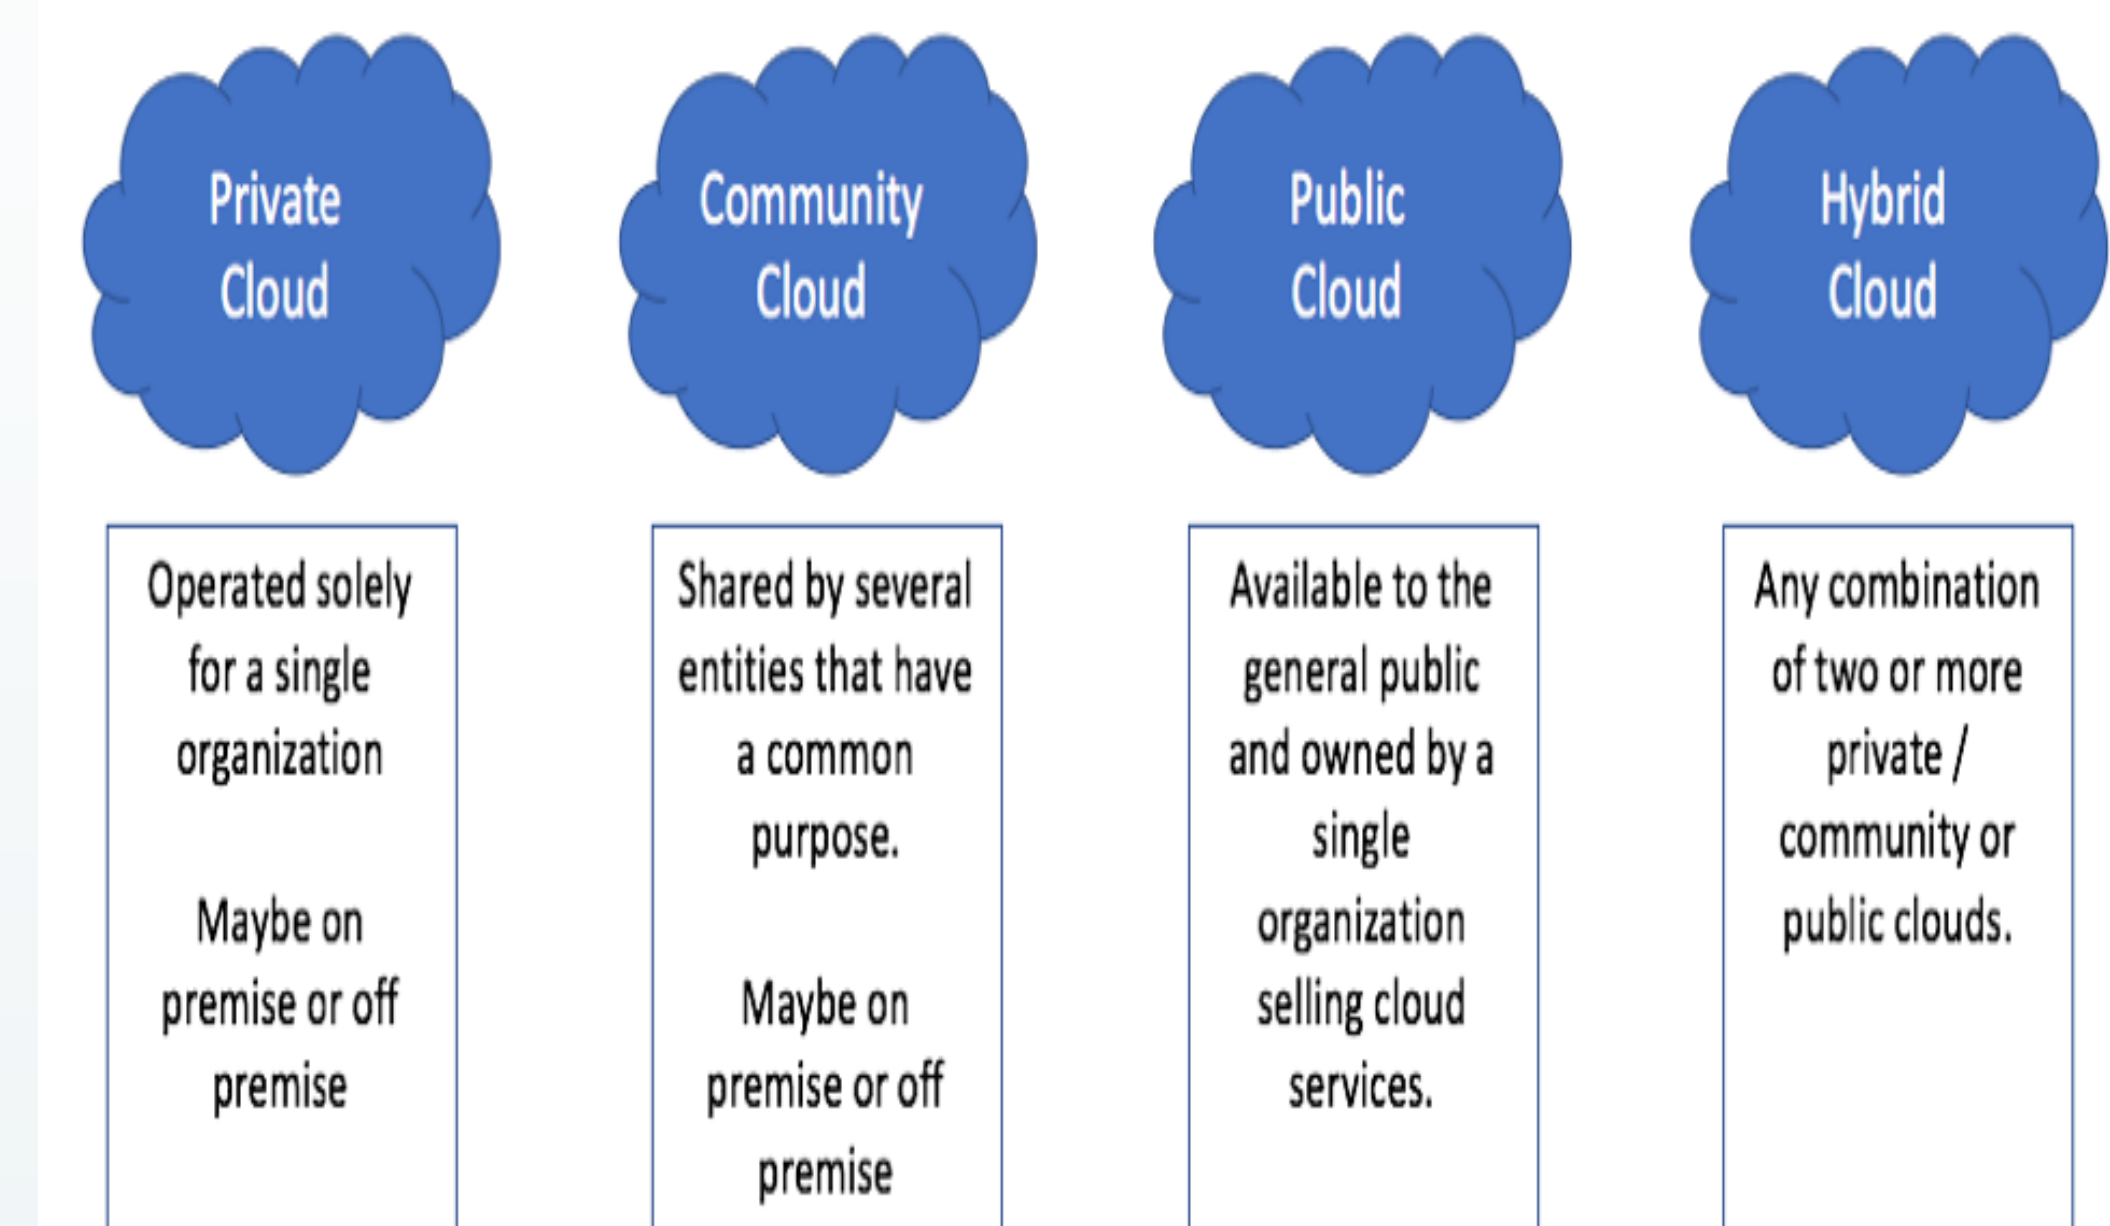 Private
Cloud
Operated solely
for a single
organization
Maybe on
premise or off
premise
Community
Cloud
Shared by several
entities that have
a common
purpose.
Maybe on
premise or off
premise
Public
Cloud
Available to the
general public
and owned by a
single
organization
selling cloud
services.
Hybrid
Cloud
Any combination
of two or more
private /
community or
public clouds.